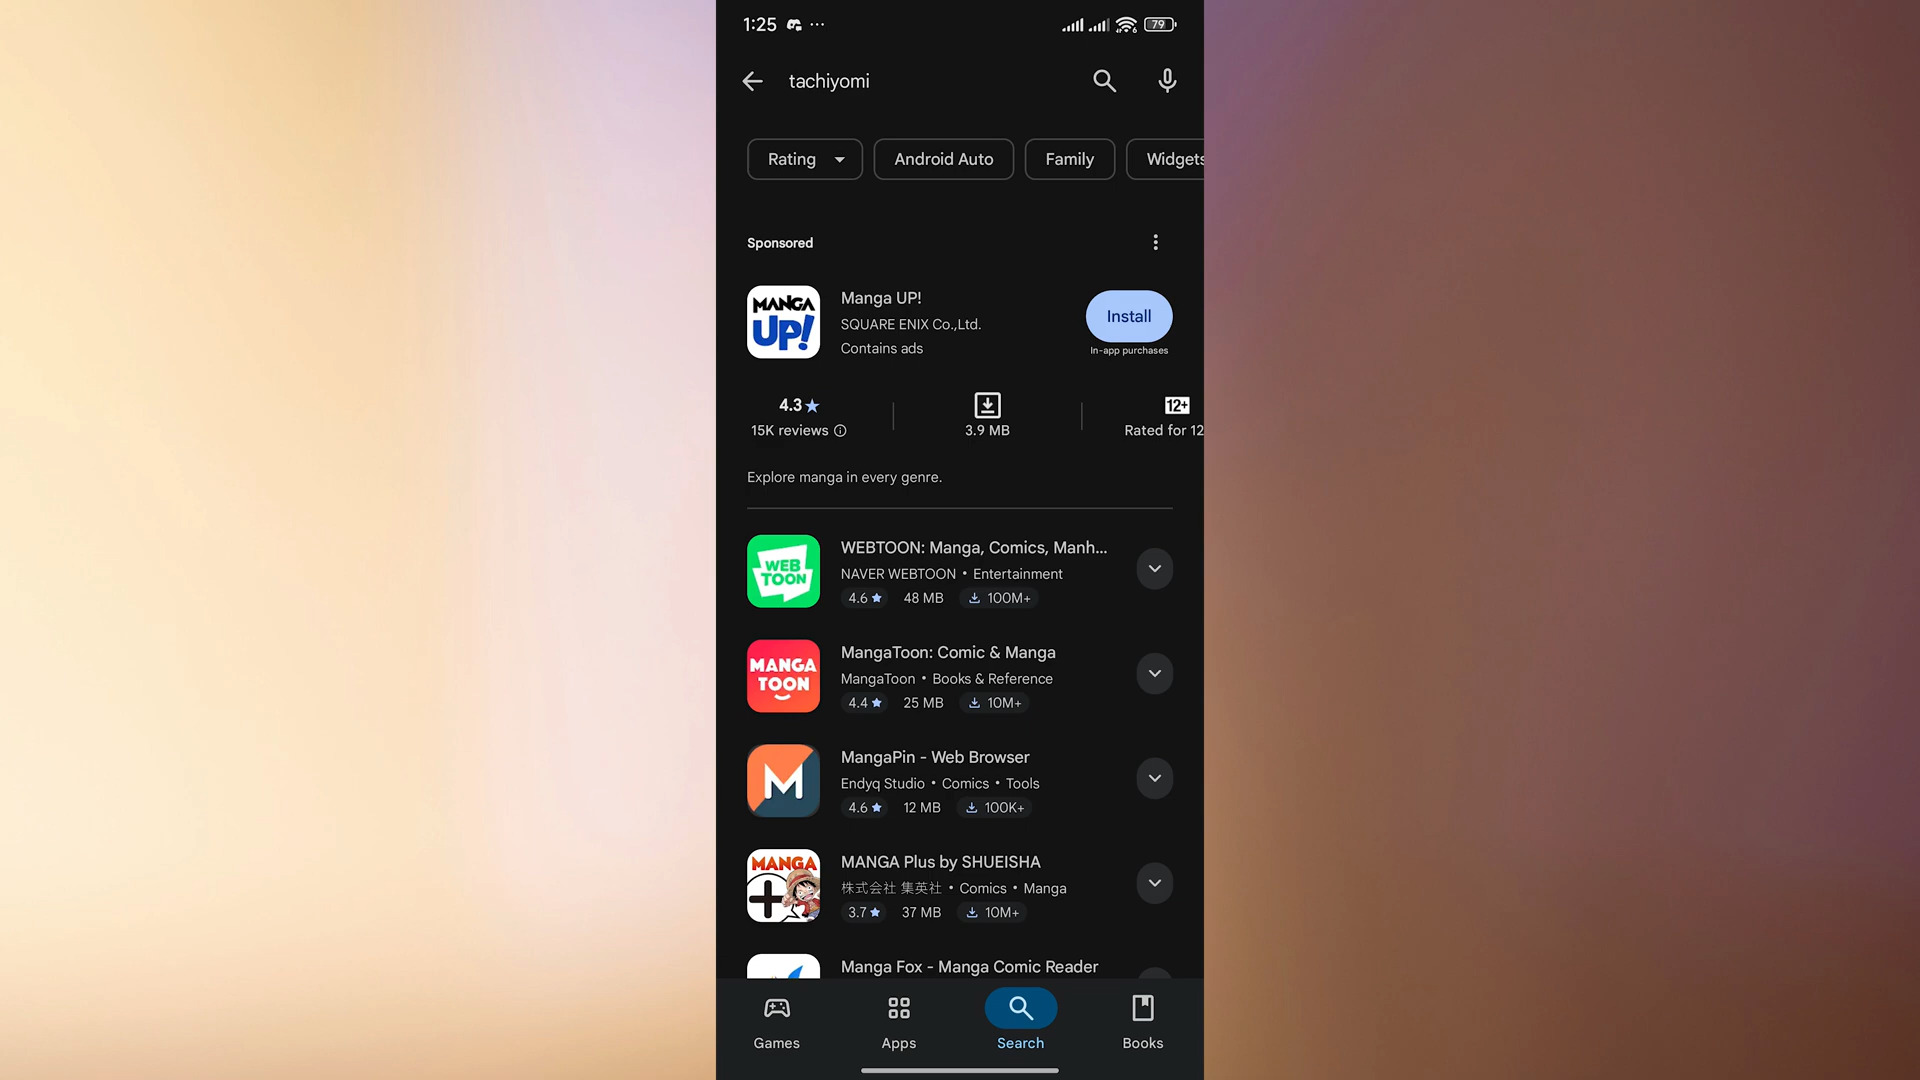 1:25 ... 79
tachiyomi
Rating
Android Auto
Family
Widgets
Sponsored
MANGA UP!
Manga UP!
SQUARE ENIX Co.,Ltd.
Contains ads
Install
In-app purchases
4.3★
15K reviews
3.9 MB
12+
Rated for 12
Explore manga in every genre.
WEB
TOON
WEBTOON: Manga, Comics, Manh...
NAVER WEBTOON • Entertainment
4.6★ 48 MB 100M+
MANGA
TOON
MangaToon: Comic & Manga
MangaToon • Books & Reference
4.4★ 25 MB 10M+
M
MangaPin - Web Browser
Endyq Studio • Comics • Tools
4.6★ 12 MB 100K+
MANGA
MANGA Plus by SHUEISHA
株式会社 集英社 • Comics • Manga
3.7★ 37 MB 10M+
Manga Fox - Manga Comic Reader
Games
Apps
Search
Books